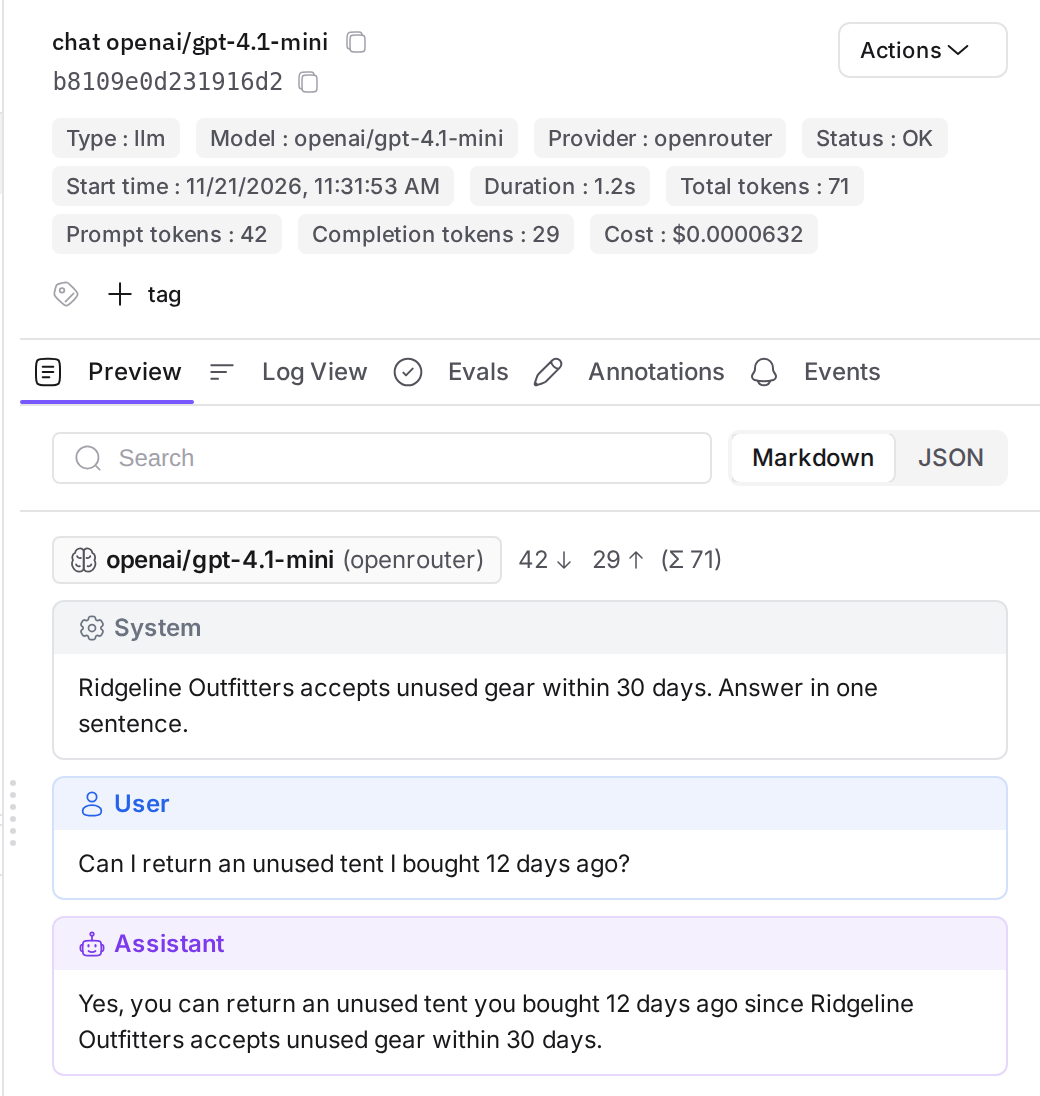 chat openai/gpt-4.1-mini
Actions
b8109e0d231916d2
Type : llm Model : openai/gpt-4.1-mini Provider : openrouter Status : OK
Start time : 11/21/2026, 11:31:53 AM Duration : 1.2s Total tokens : 71
Prompt tokens : 42 Completion tokens : 29 Cost : $0.0000632
+ tag
Preview Log View Evals Annotations Events
Search Markdown JSON
openai/gpt-4.1-mini (openrouter) 42 ↓ 29 ↑ (Σ 71)
System
Ridgeline Outfitters accepts unused gear within 30 days. Answer in one
sentence.
User
Can I return an unused tent I bought 12 days ago?
Assistant
Yes, you can return an unused tent you bought 12 days ago since Ridgeline
Outfitters accepts unused gear within 30 days.